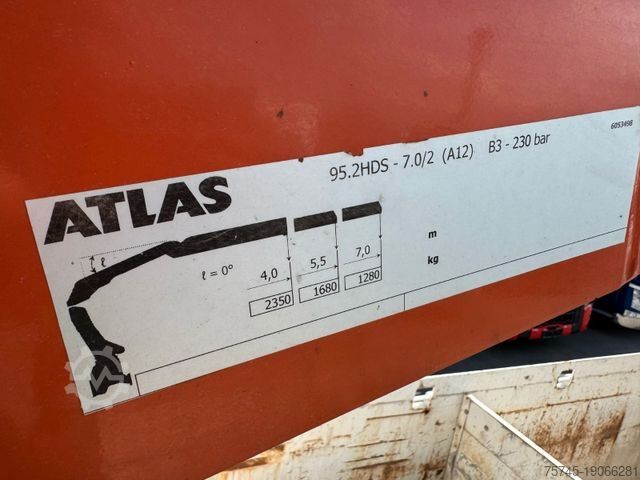 6053498
95.2HDS - 7.0/2 (A12) B3 - 230 bar
ATLAS
ℓ
ℓ = 0° 4,0 5,5 7,0 m
2350 1680 1280 kg
75745-19066281